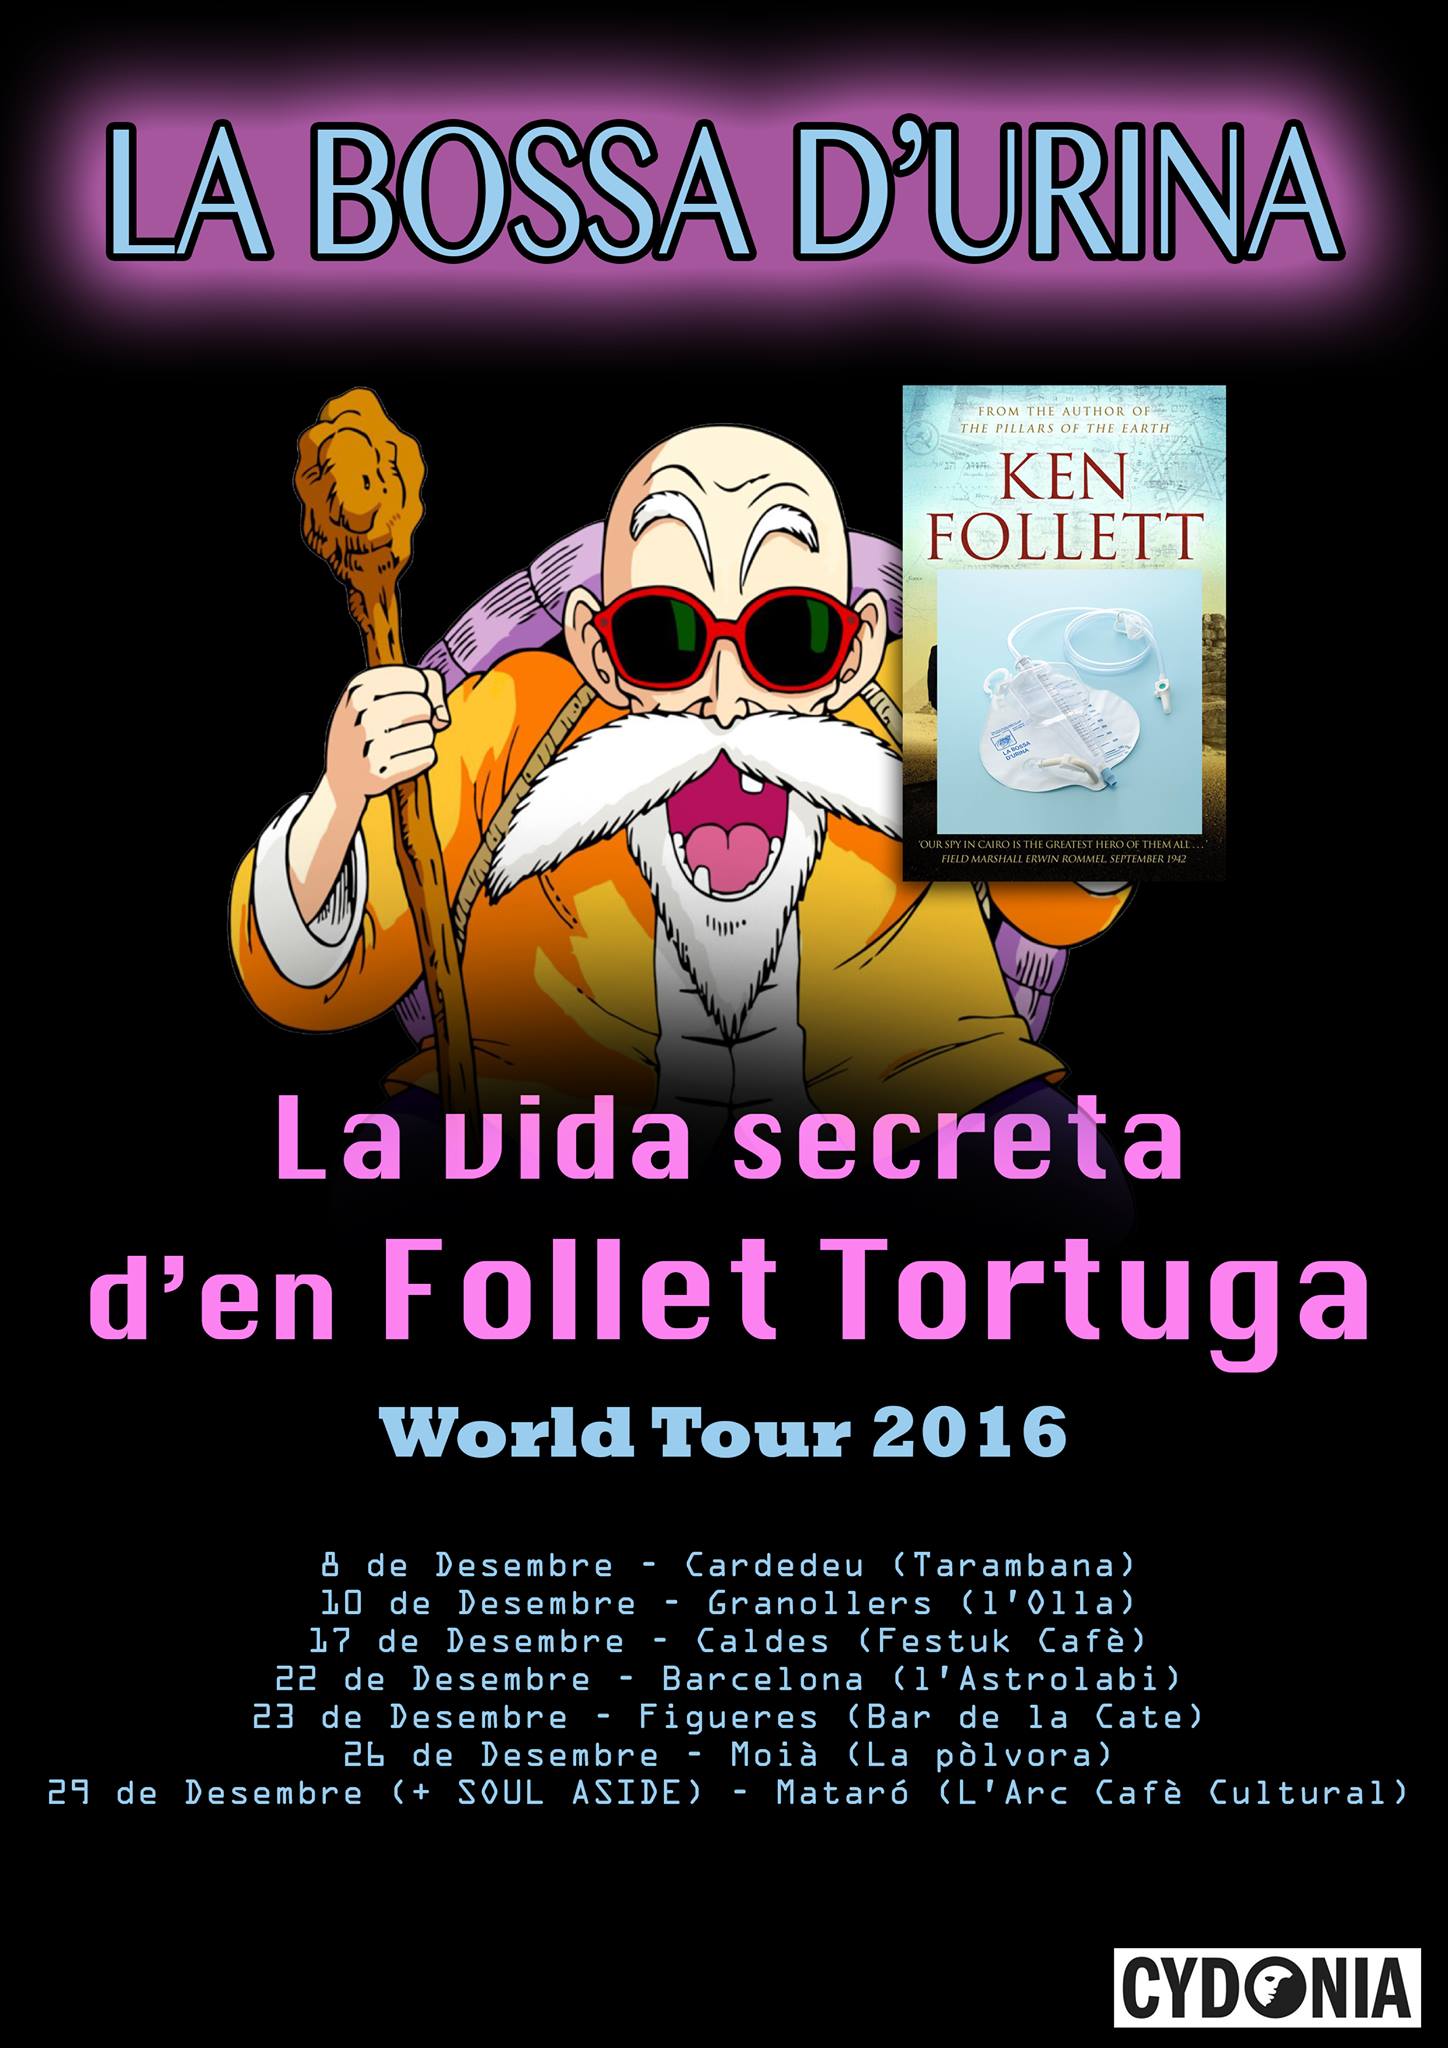 LA BOSSA D'URINA
FROM THE AUTHOR OF
THE PILLARS OF THE EARTH
KEN
FOLLETT
LA BOSSA
D'URINA
'OUR SPY IN CAIRO IS THE GREATEST HERO OF THEM ALL...'
FIELD MARSHALL ERWIN ROMMEL, SEPTEMBER 1942
La vida secreta
d'en Follet Tortuga
World Tour 2016
8 de Desembre - Cardedeu (Tarambana)
10 de Desembre - Granollers (l'Olla)
17 de Desembre - Caldes (Festuk Cafè)
22 de Desembre - Barcelona (l'Astrolabi)
23 de Desembre - Figueres (Bar de la Cate)
26 de Desembre - Moià (La pòlvora)
29 de Desembre (+ SOUL ASIDE) - Mataró (L'Arc Cafè Cultural)
CYDONIA